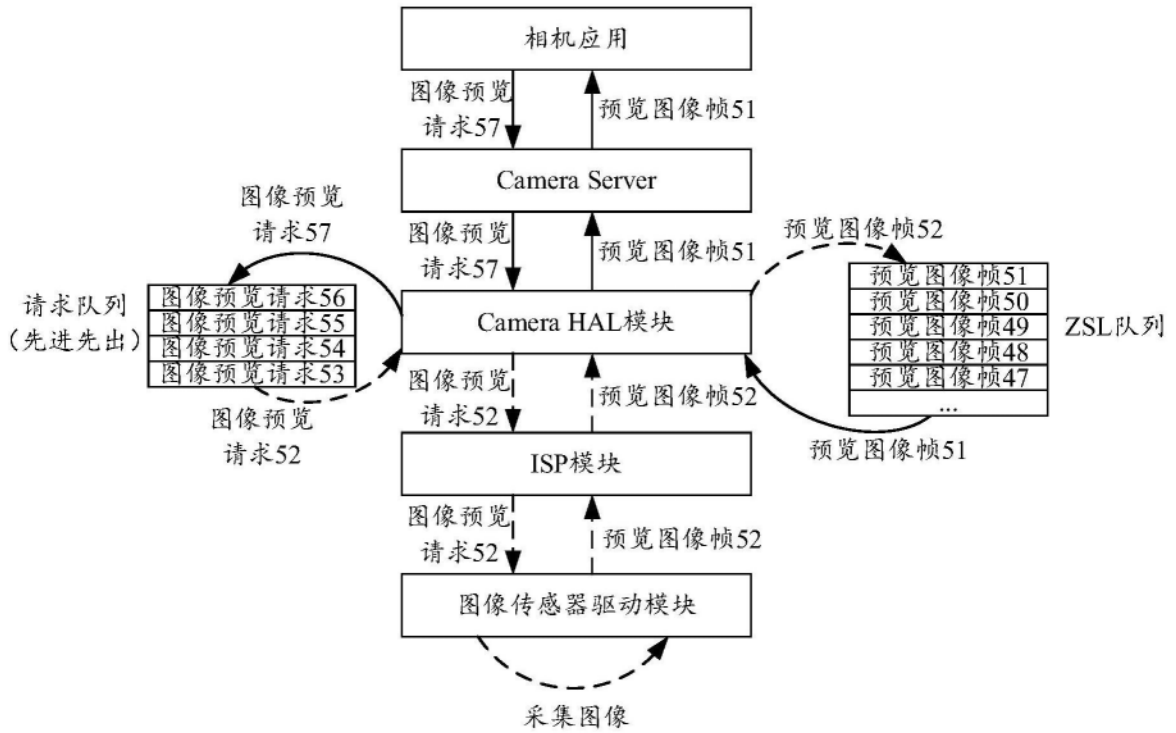 相机应用
图像预览
请求57
预览图像帧51
Camera Server
图像预览
请求57
图像预览
请求57
预览图像帧51
预览图像帧52
请求队列
（先进先出）
图像预览请求56
图像预览请求55
图像预览请求54
图像预览请求53
Camera HAL模块
预览图像帧51
预览图像帧50
预览图像帧49
预览图像帧48
预览图像帧47
...
ZSL队列
图像预览
请求52
图像预览
请求52
预览图像帧52
预览图像帧51
ISP模块
图像预览
请求52
预览图像帧52
图像传感器驱动模块
采集图像